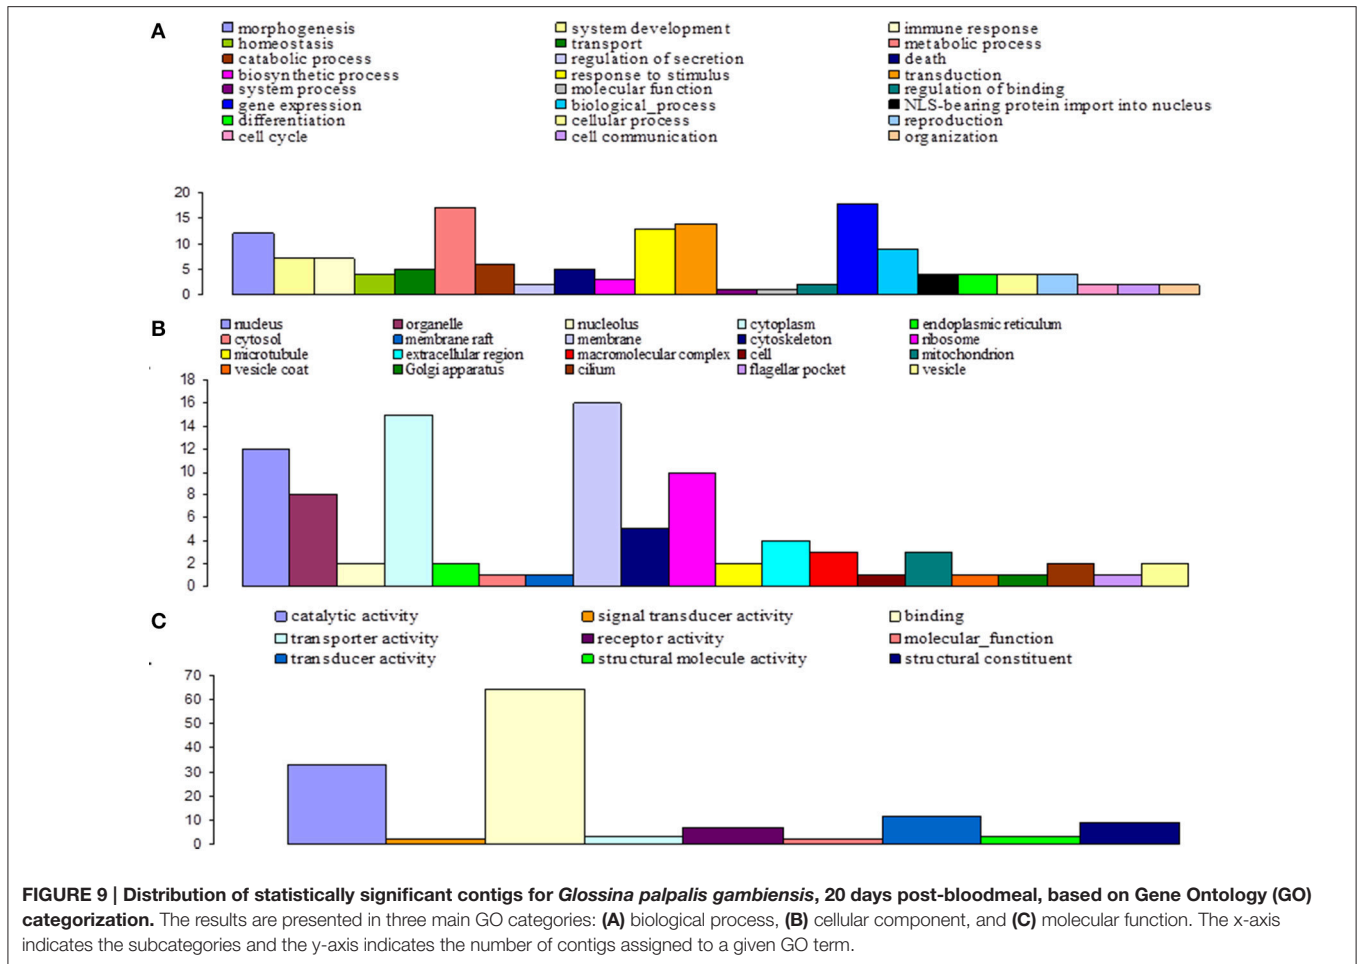 A
morphogenesis system development immune response
homeostasis transport metabolic process
catabolic process regulation of secretion death
biosynthetic process response to stimulus transduction
system process molecular function regulation of binding
gene expression biological_process NLS-bearing protein import into nucleus
differentiation cellular process reproduction
cell cycle cell communication organization
20
15
10
5
0
B
nucleus organelle nucleolus cytoplasm endoplasmic reticulum
cytosol membrane raft membrane cytoskeleton ribosome
microtubule extracellular region macromolecular complex cell mitochondrion
vesicle coat Golgi apparatus cilium flagellar pocket vesicle
18
16
14
12
10
8
6
4
2
0
C
catalytic activity signal transducer activity binding
transporter activity receptor activity molecular_function
transducer activity structural molecule activity structural constituent
70
60
50
40
30
20
10
0
FIGURE 9 | Distribution of statistically significant contigs for Glossina palpalis gambiensis, 20 days post-bloodmeal, based on Gene Ontology (GO)
categorization. The results are presented in three main GO categories: (A) biological process, (B) cellular component, and (C) molecular function. The x-axis
indicates the subcategories and the y-axis indicates the number of contigs assigned to a given GO term.